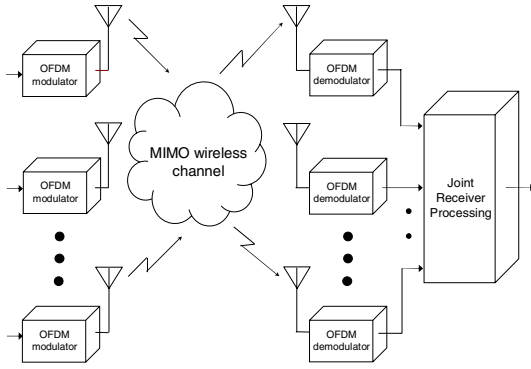 OFDM
modulator
OFDM
demodulator
MIMO wireless
channel
OFDM
modulator
OFDM
demodulator
Joint
Receiver
Processing
OFDM
modulator
OFDM
demodulator